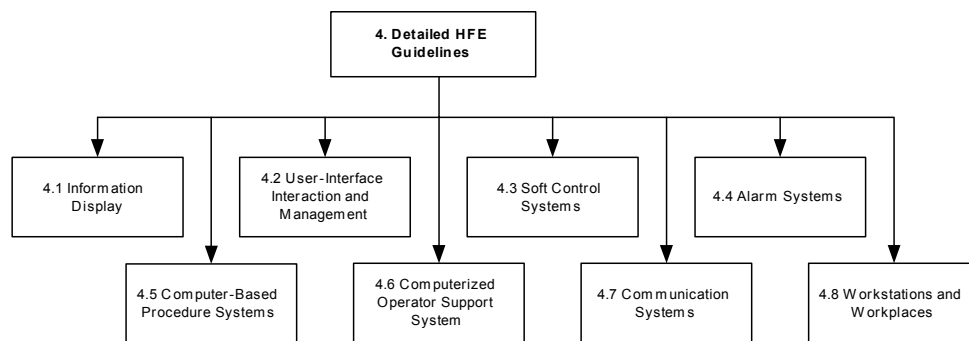 4. Detailed HFE
Guidelines
4.1 Information
Display
4.2 User-Interface
Interaction and
Management
4.3 Soft Control
Systems
4.4 Alarm Systems
4.5 Computer-Based
Procedure Systems
4.6 Computerized
Operator Support
System
4.7 Communication
Systems
4.8 Workstations and
Workplaces